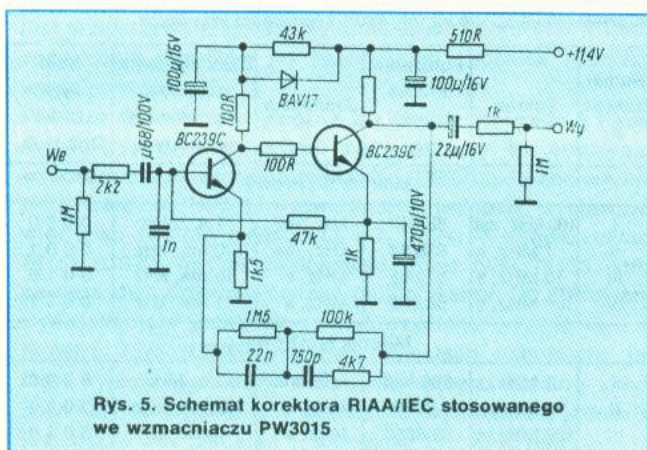 43k
510R
+11,4V
100µ/16V
BAV17
100µ/16V
100R
1k
Wy
22µ/16V
BC239C
BC239C
µ68/100V
100R
We
2k2
1M
1M
1n
47k
470µ/10V
1k5
1k
1M5
100k
22n
750p
4k7
Rys. 5. Schemat korektora RIAA/IEC stosowanego
we wzmacniaczu PW3015